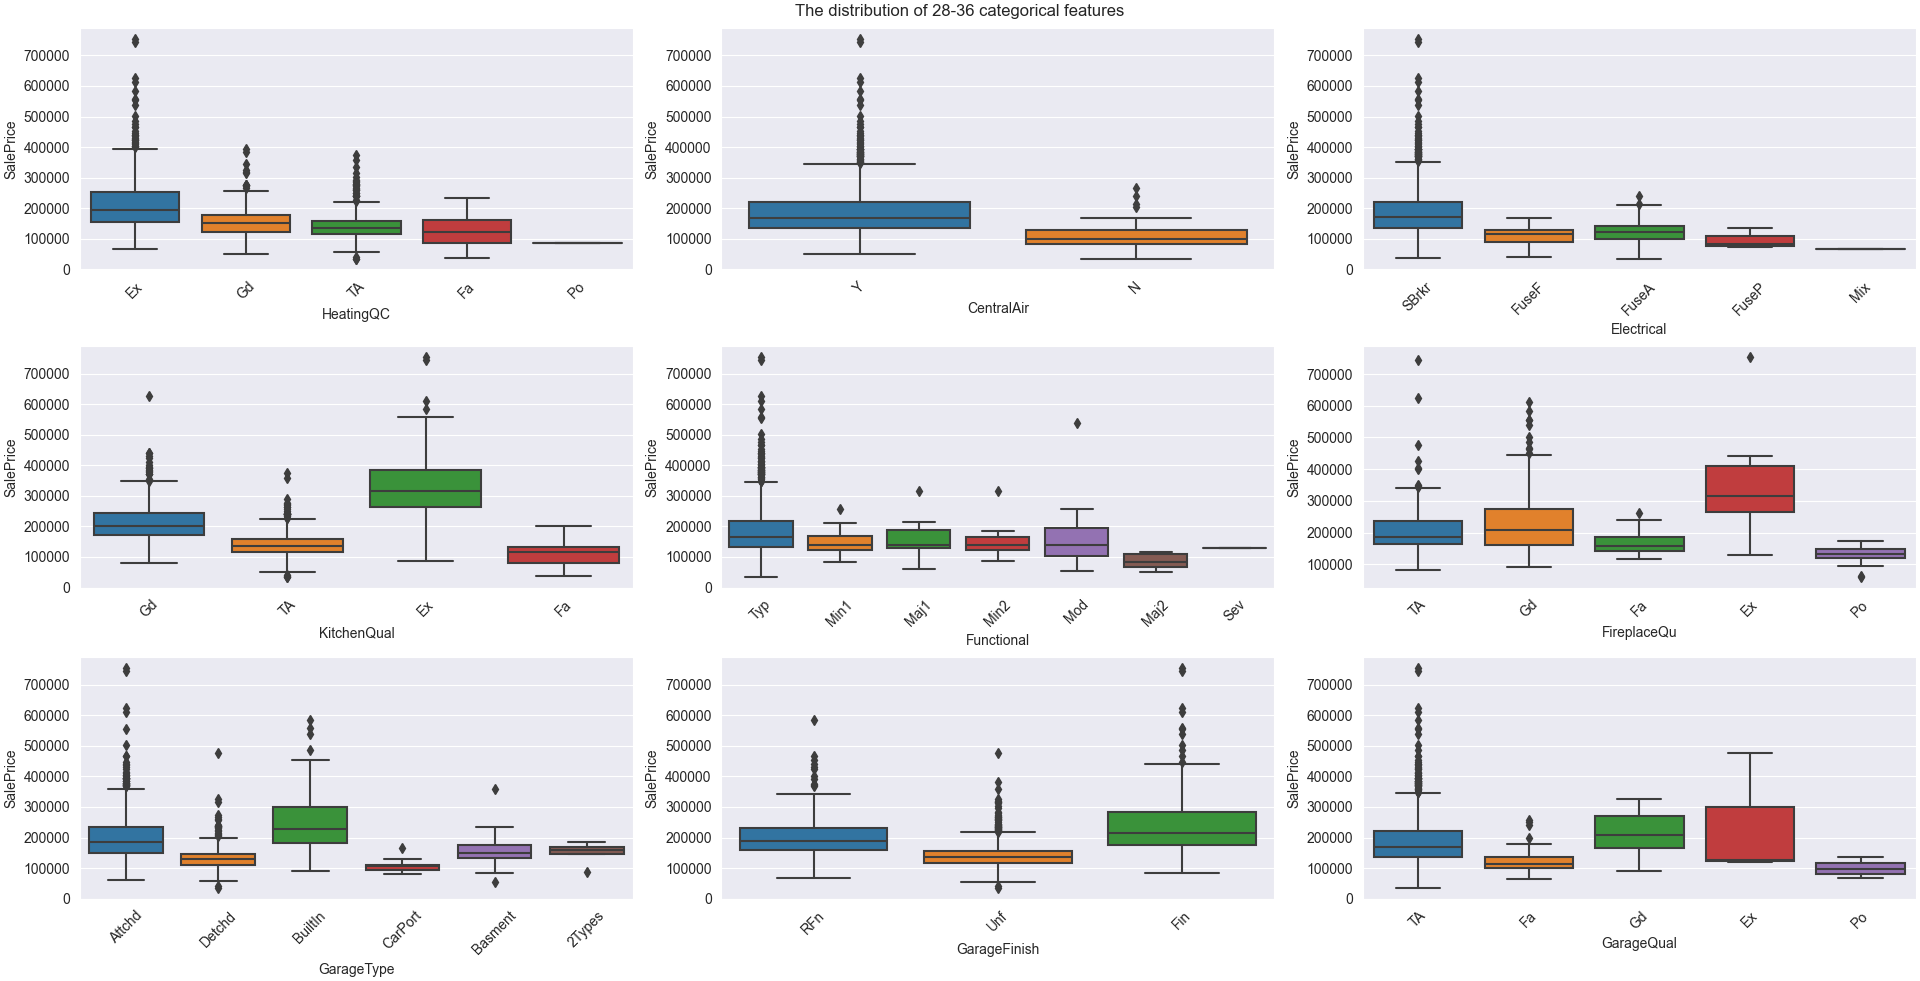 The distribution of 28-36 categorical features
SalePrice
700000
600000
500000
400000
300000
200000
100000
0
Ex Gd TA Fa Po
HeatingQC
SalePrice
700000
600000
500000
400000
300000
200000
100000
0
Y N
CentralAir
SalePrice
700000
600000
500000
400000
300000
200000
100000
0
SBrkr FuseF FuseA FuseP Mix
Electrical
SalePrice
700000
600000
500000
400000
300000
200000
100000
0
Gd TA Ex Fa
KitchenQual
SalePrice
700000
600000
500000
400000
300000
200000
100000
0
Typ Min1 Maj1 Min2 Mod Maj2 Sev
Functional
SalePrice
700000
600000
500000
400000
300000
200000
100000
TA Gd Fa Ex Po
FireplaceQu
SalePrice
700000
600000
500000
400000
300000
200000
100000
0
Attchd Detchd BuiltIn CarPort Basment 2Types
GarageType
SalePrice
700000
600000
500000
400000
300000
200000
100000
0
RFn Unf Fin
GarageFinish
SalePrice
700000
600000
500000
400000
300000
200000
100000
0
TA Fa Gd Ex Po
GarageQual